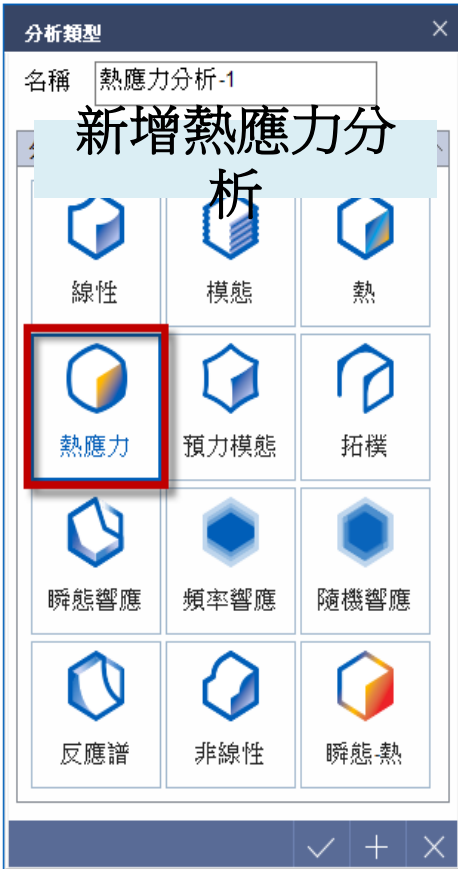 分析類型
名稱 熱應力分析-1
新增熱應力分
析
線性 模態 熱
熱應力 預力模態 拓樸
瞬態響應 頻率響應 隨機響應
反應譜 非線性 瞬態-熱